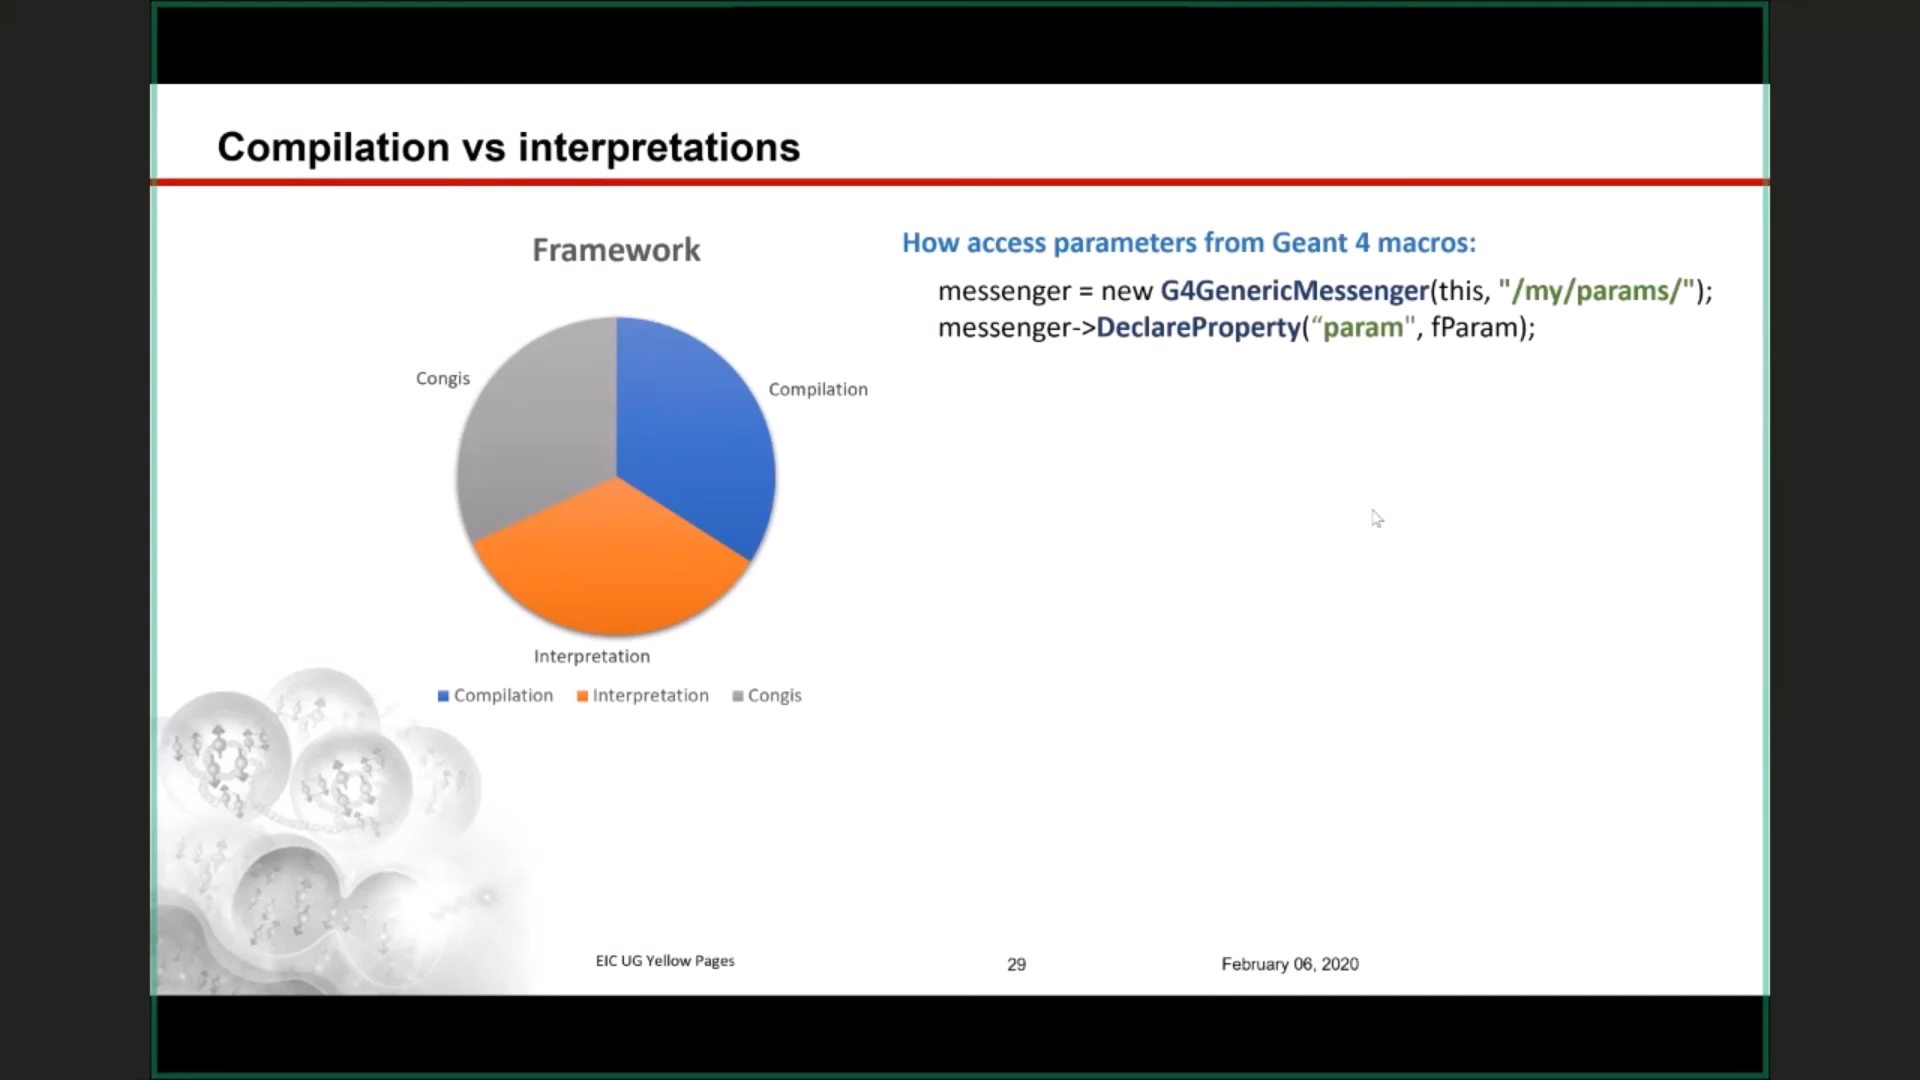 Compilation vs interpretations
Framework
Congis
Compilation
Interpretation
Compilation Interpretation Congis
How access parameters from Geant 4 macros:
messenger = new G4GenericMessenger(this, "/my/params/");
messenger->DeclareProperty(“param", fParam);
EIC UG Yellow Pages
29
February 06, 2020